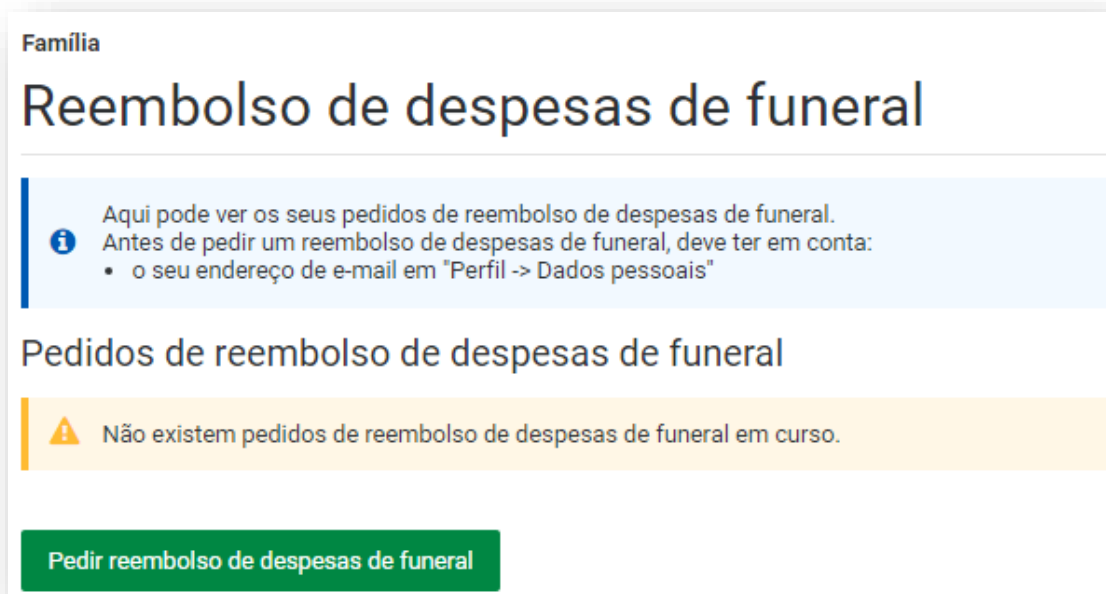 Família
Reembolso de despesas de funeral
Aqui pode ver os seus pedidos de reembolso de despesas de funeral.
Antes de pedir um reembolso de despesas de funeral, deve ter em conta:
• o seu endereço de e-mail em "Perfil -> Dados pessoais"
Pedidos de reembolso de despesas de funeral
Não existem pedidos de reembolso de despesas de funeral em curso.
Pedir reembolso de despesas de funeral